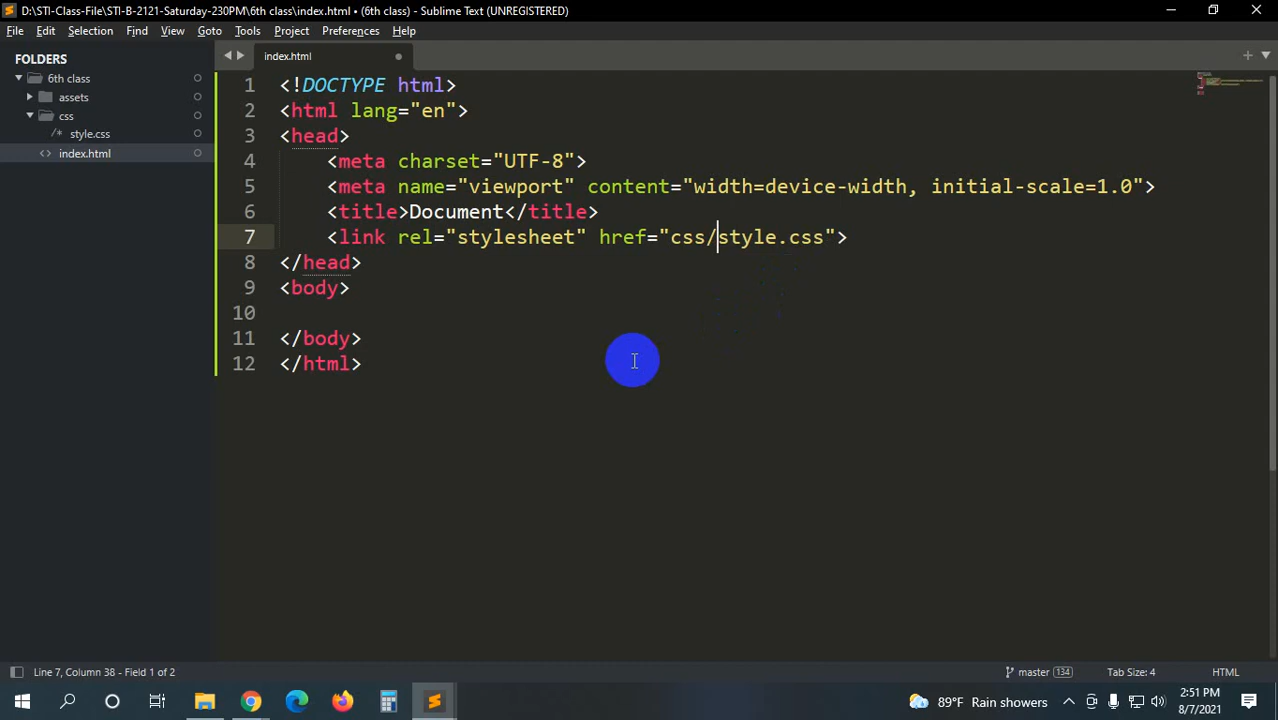 D:\STI-Class-File\STI-B-2121-Saturday-230PM\6th class\index.html • (6th class) - Sublime Text (UNREGISTERED)
File Edit Selection Find View Goto Tools Project Preferences Help
FOLDERS
6th class
assets
css
/* style.css
<> index.html
index.html
1 <!DOCTYPE html>
2 <html lang="en">
3 <head>
4 <meta charset="UTF-8">
5 <meta name="viewport" content="width=device-width, initial-scale=1.0">
6 <title>Document</title>
7 <link rel="stylesheet" href="css/style.css">
8 </head>
9 <body>
10
11 </body>
12 </html>
Line 7, Column 38 - Field 1 of 2
master 134
Tab Size: 4
HTML
89°F Rain showers
2:51 PM
8/7/2021